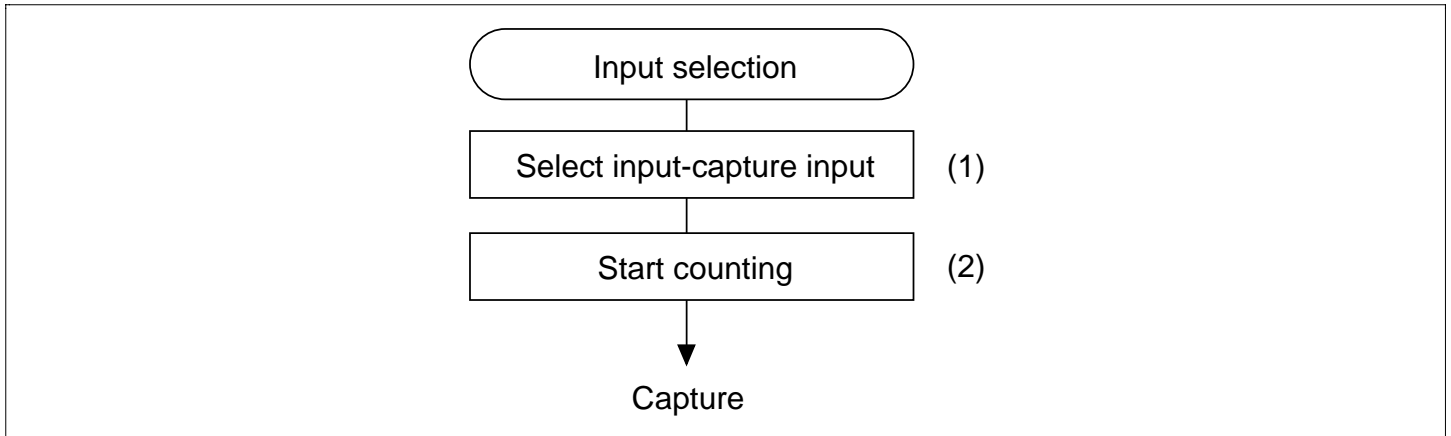 Input selection
Select input-capture input (1)
Start counting (2)
Capture